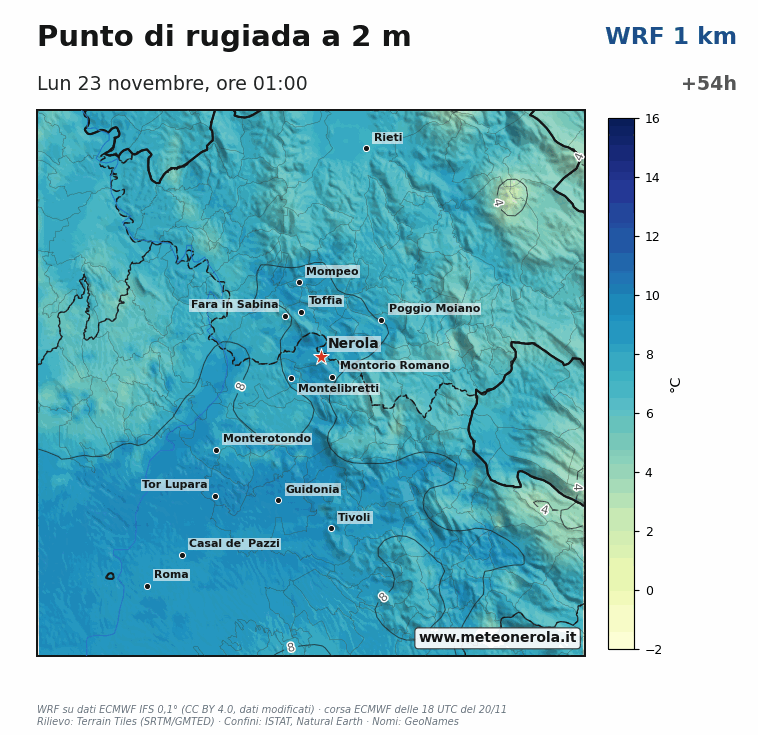 Punto di rugiada a 2 m
WRF 1 km
Lun 23 novembre, ore 01:00
+54h
Rieti
4
4
Mompeo
Toffia
Fara in Sabina
Poggio Moiano
Nerola
Montorio Romano
Montelibretti
8
Monterotondo
Tor Lupara
Guidonia
4
4
Tivoli
Casal de' Pazzi
Roma
8
8
www.meteonerola.it
16
14
12
10
8
6
4
2
0
−2
°C
WRF su dati ECMWF IFS 0,1° (CC BY 4.0, dati modificati) · corsa ECMWF delle 18 UTC del 20/11
Rilievo: Terrain Tiles (SRTM/GMTED) · Confini: ISTAT, Natural Earth · Nomi: GeoNames